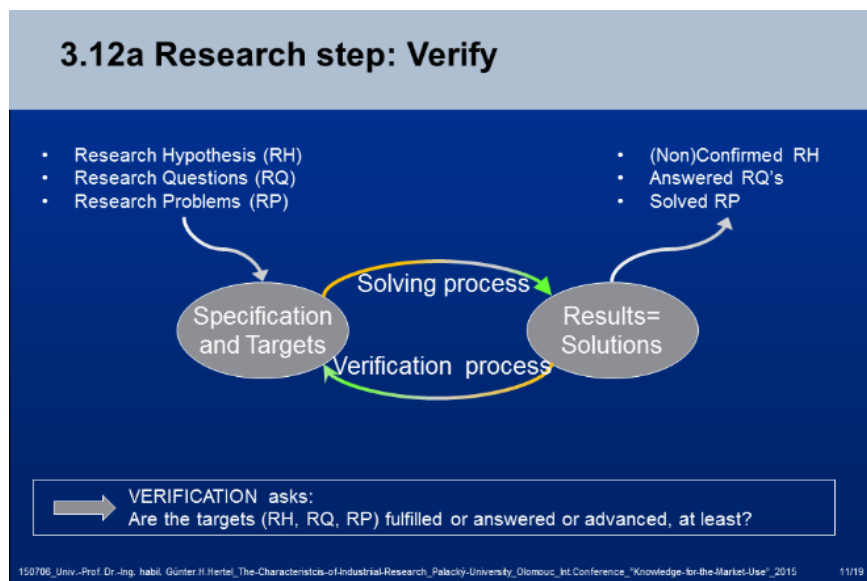 3.12a Research step: Verify
• Research Hypothesis (RH)
• Research Questions (RQ)
• Research Problems (RP)
• (Non)Confirmed RH
• Answered RQ's
• Solved RP
Solving process
Specification
and Targets
Results=
Solutions
Verification process
VERIFICATION asks:
Are the targets (RH, RQ, RP) fulfilled or answered or advanced, at least?
150706_Univ.-Prof. Dr.-Ing. habil. Günter.H.Hertel_The-Characteristcis-of-Industrial-Research_Palacký-University_Olomouc_Int.Conference_"Knowledge-for-the-Market-Use"_2015 11/19